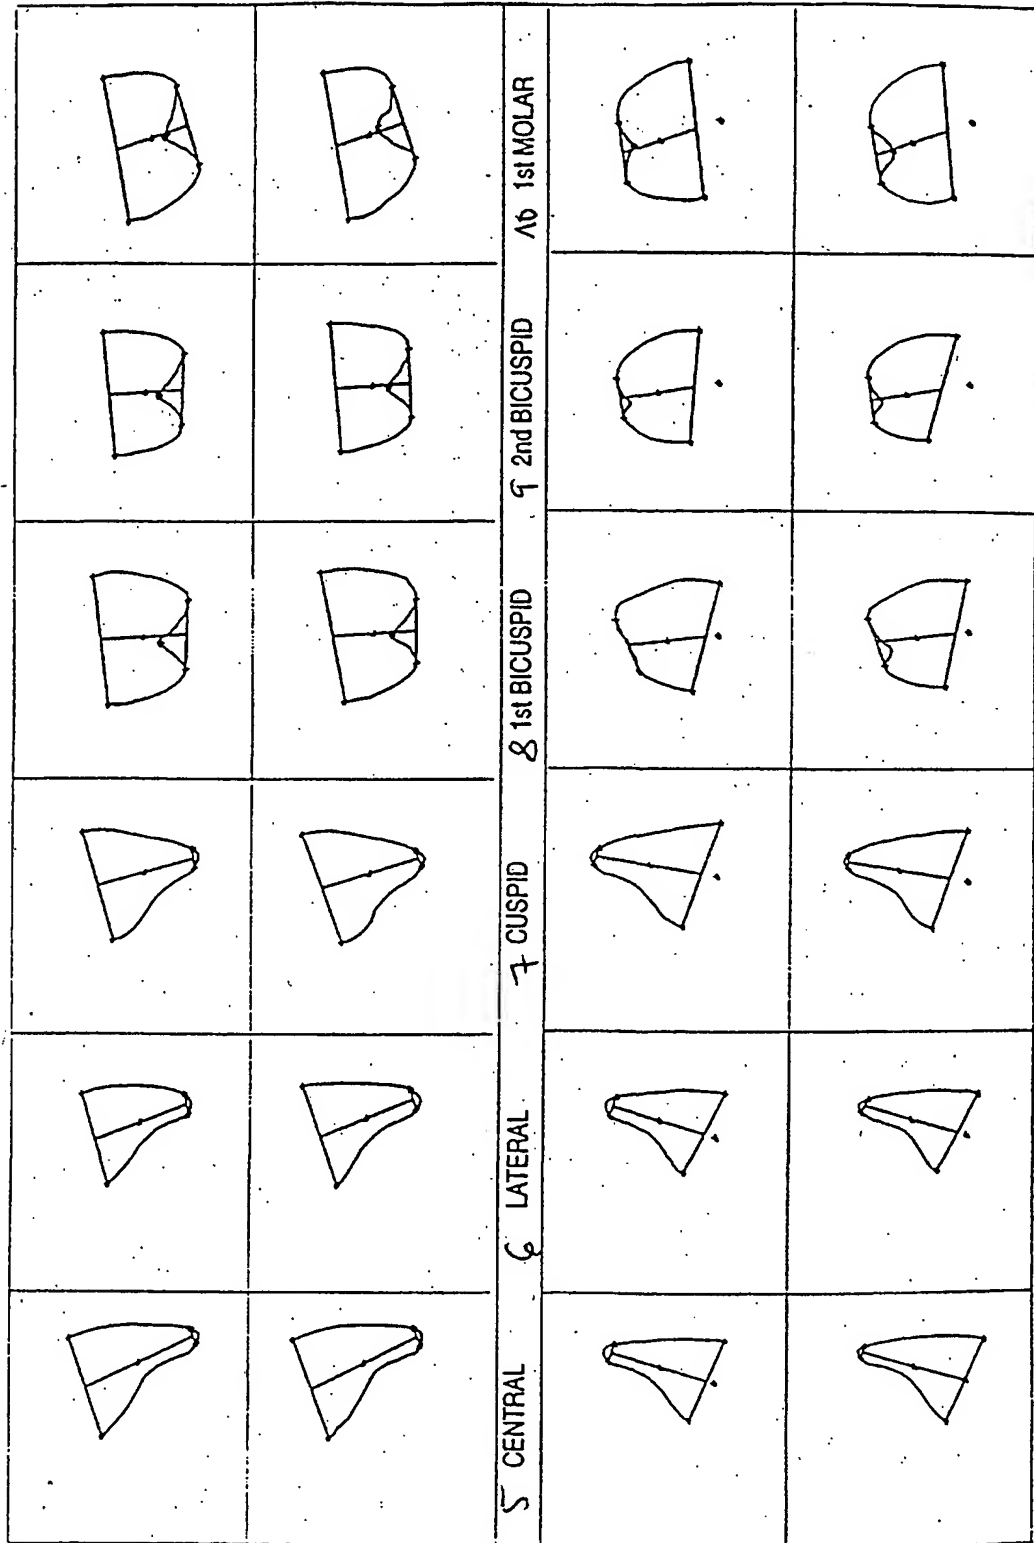 10 1st MOLAR
9 2nd BICUSPID
8 1st BICUSPID
7 CUSPID
6 LATERAL
5 CENTRAL